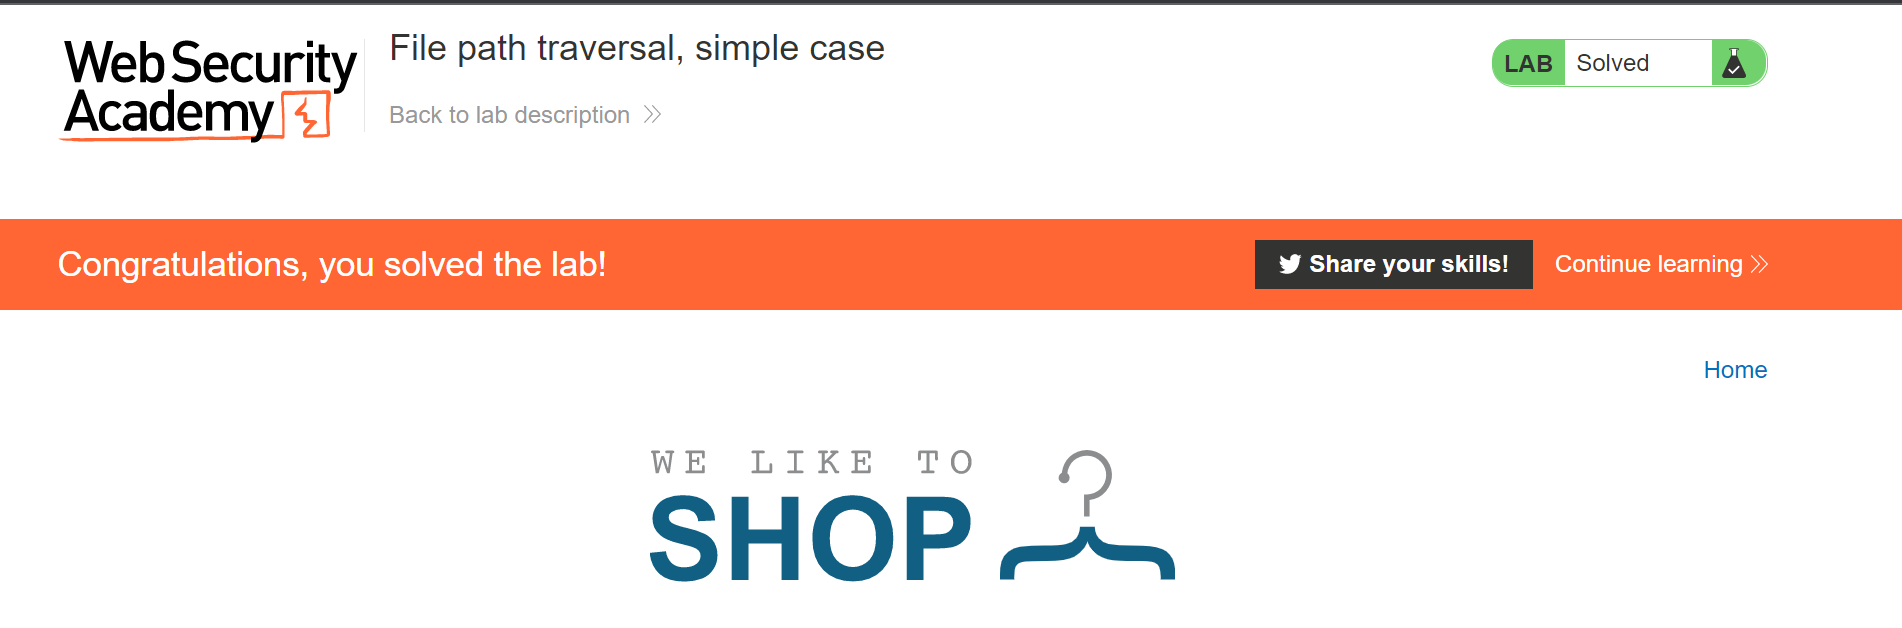 Web Security
Academy
File path traversal, simple case
Back to lab description
LAB Solved
Congratulations, you solved the lab!
Share your skills!
Continue learning
Home
WE LIKE TO
SHOP